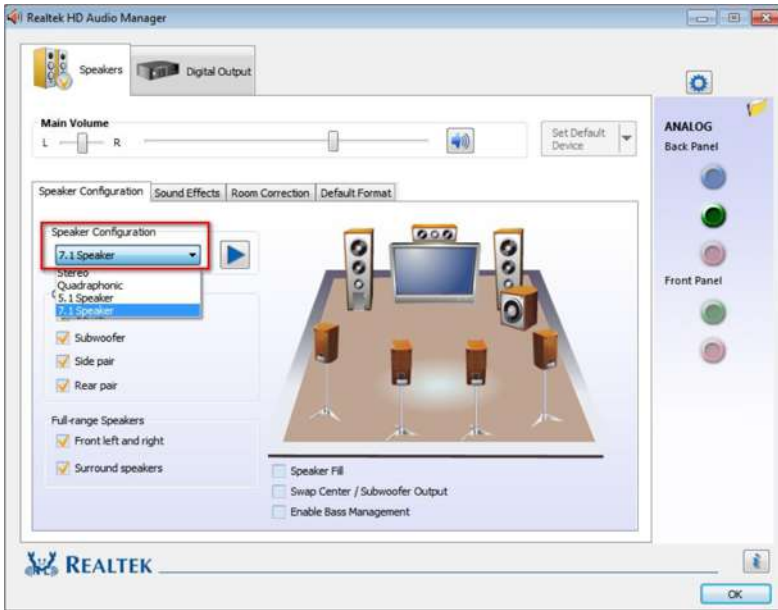 Realtek HD Audio Manager
Speakers
Digital Output
Main Volume
L
R
Set Default
Device
ANALOG
Back Panel
Speaker Configuration
Sound Effects
Room Correction
Default Format
Speaker Configuration
7.1 Speaker
Stereo
Quadraphonic
5.1 Speaker
7.1 Speaker
Subwoofer
Side pair
Rear pair
Front Panel
Full-range Speakers
Front left and right
Surround speakers
Speaker Fill
Swap Center / Subwoofer Output
Enable Bass Management
REALTEK
OK